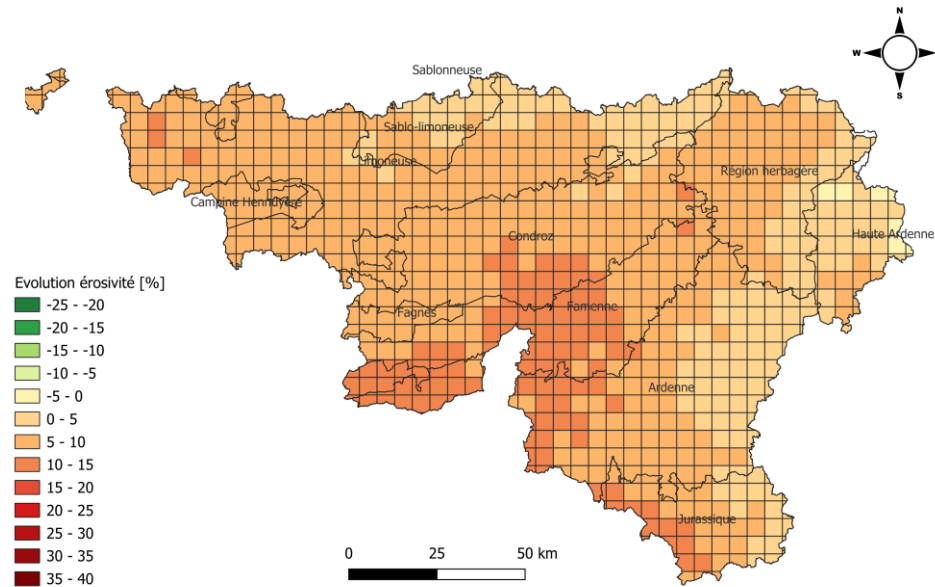 N
W
E
S
Sablonneuse
Sablo-limoneuse
limoneuse
Région herbagère
Campine Hennuyère
Condroz
Haute Ardenne
Evolution érosivité [%]
-25 - -20
-20 - -15
-15 - -10
-10 - -5
-5 - 0
0 - 5
5 - 10
10 - 15
15 - 20
20 - 25
25 - 30
30 - 35
35 - 40
Fagnes
Famenne
Ardenne
Jurassique
0 25 50 km